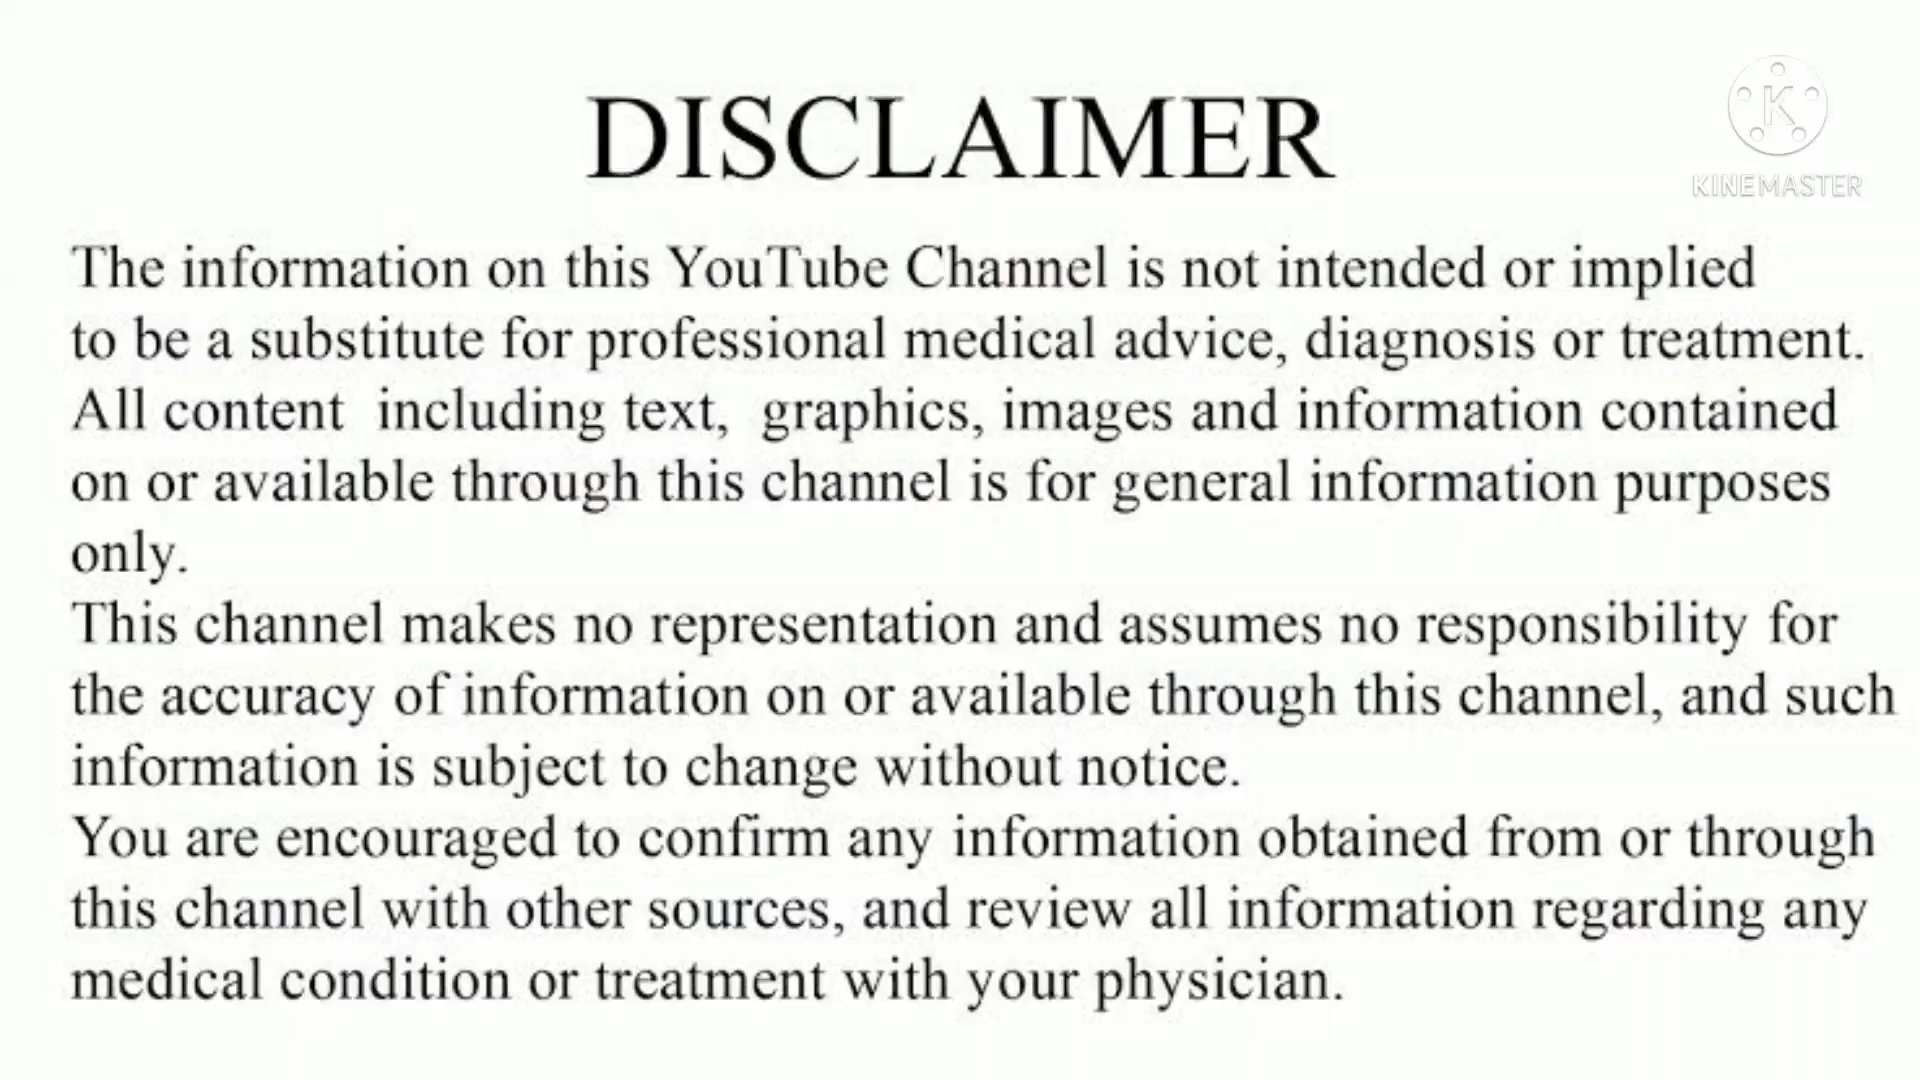 DISCLAIMER
K
KINEMASTER
The information on this YouTube Channel is not intended or implied
to be a substitute for professional medical advice, diagnosis or treatment.
All content including text, graphics, images and information contained
on or available through this channel is for general information purposes
only.
This channel makes no representation and assumes no responsibility for
the accuracy of information on or available through this channel, and such
information is subject to change without notice.
You are encouraged to confirm any information obtained from or through
this channel with other sources, and review all information regarding any
medical condition or treatment with your physician.